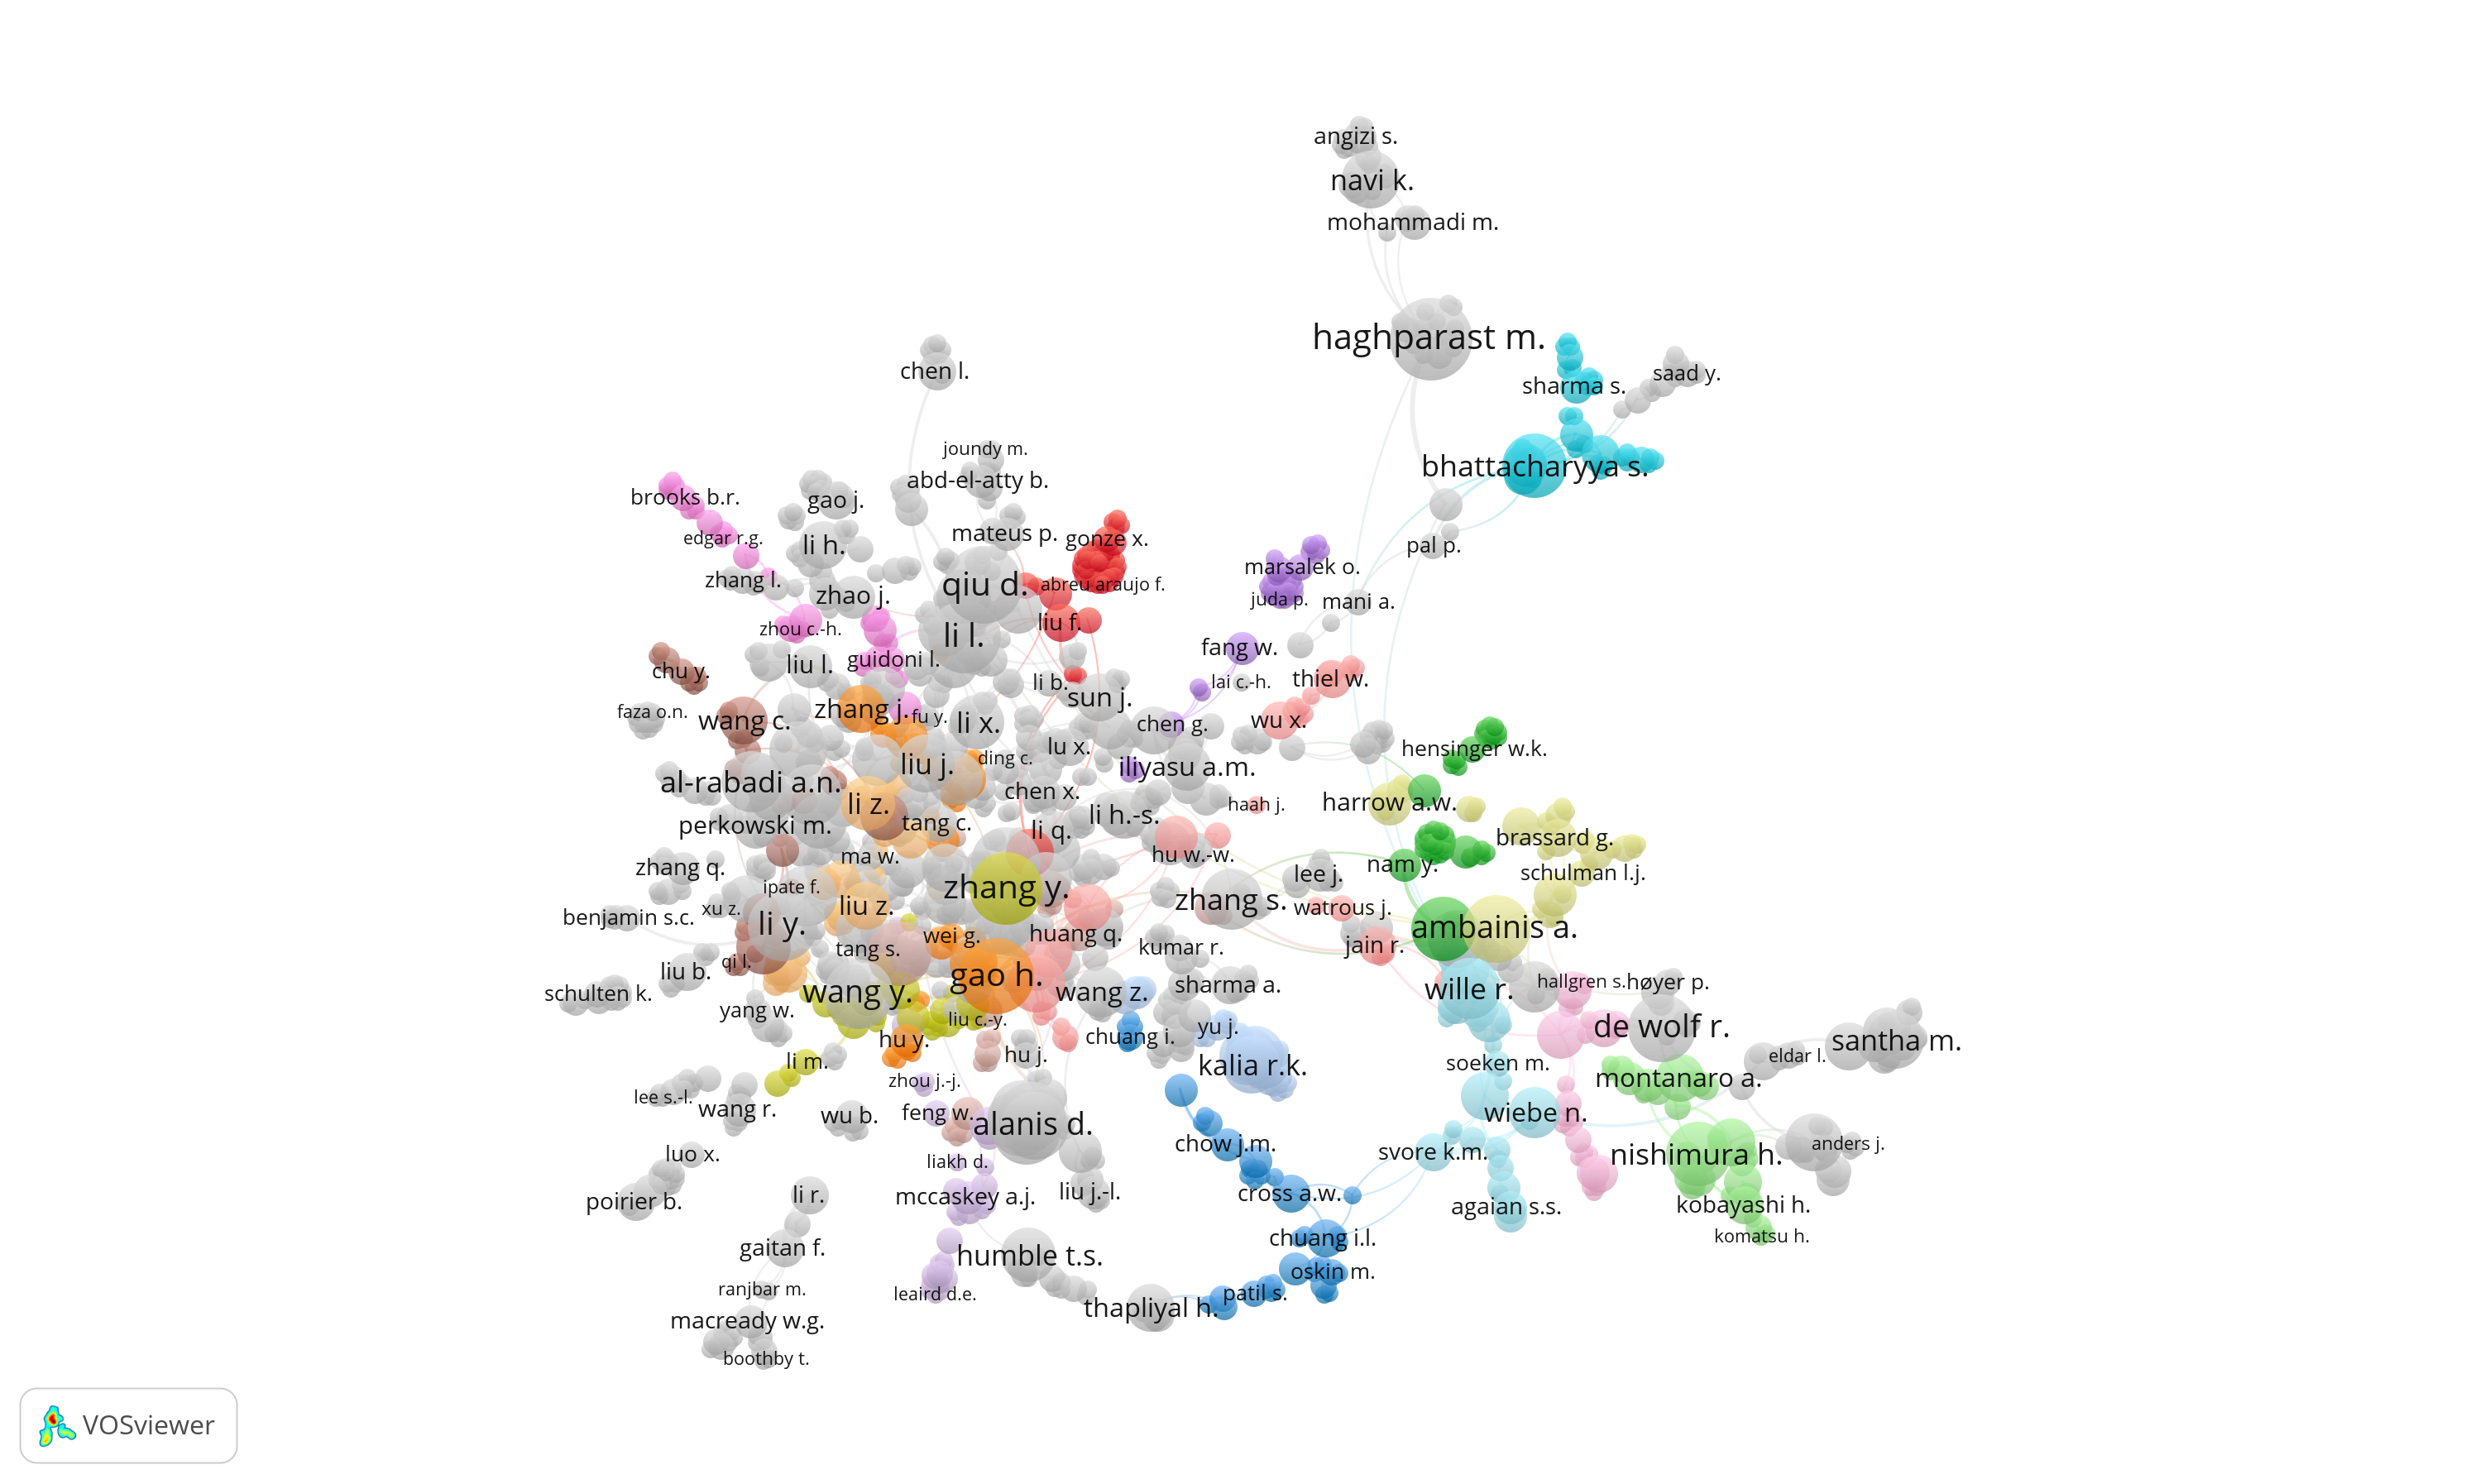 angizi s.
navi k.
mohammadi m.
haghparast m.
chen l.
sharma s.
saad y.
joundy m.
bhattacharyya s.
abd-el-atty b.
brooks b.r.
gao j.
mateus p.
gonze x.
edgar r.g.
li h.
pal p.
marsalek o.
zhang l.
qiu d.
abreu araujo f.
zhao j.
juda p.
mani a.
zhou c.-h.
liu f.
li l.
fang w.
chu y.
liu l.
guidoni l.
li b.
lai c.-h.
thiel w.
sun j.
faza o.n.
wang c.
zhang j.
fu y.
li x.
chen g.
wu x.
lu x.
hensinger w.k.
liu j.
ding c.
iliyasu a.m.
al-rabadi a.n.
li z.
chen x.
haah j.
harrow a.w.
perkowski m.
tang c.
li q.
li h.-s.
brassard g.
zhang q.
ma w.
hu w.-w.
nam y.
schulman l.j.
ipate f.
zhang y.
lee j.
benjamin s.c.
xu z.
li y.
liu z.
zhang s.
watrous j.
ambainis a.
tang s.
wei g.
huang q.
kumar r.
jain r.
liu b.
qi l.
gao h.
schulten k.
wang y.
wang z.
sharma a.
wille r.
hallgren s.
høyer p.
yang w.
liu c.-y.
yu j.
de wolf r.
hu y.
chuang i.
santha m.
li m.
hu j.
kalia r.k.
soeken m.
eldar l.
zhou j.-j.
montanaro a.
lee s.-l.
wang r.
wu b.
feng w.
alanis d.
wiebe n.
luo x.
liakh d.
chow j.m.
svore k.m.
nishimura h.
anders j.
poirier b.
li r.
mccaskey a.j.
liu j.-l.
cross a.w.
agaian s.s.
kobayashi h.
gaitan f.
humble t.s.
chuang i.l.
komatsu h.
ranjbar m.
leaird d.e.
thapliyal h.
patil s.
oskin m.
macready w.g.
boothby t.
VOSviewer